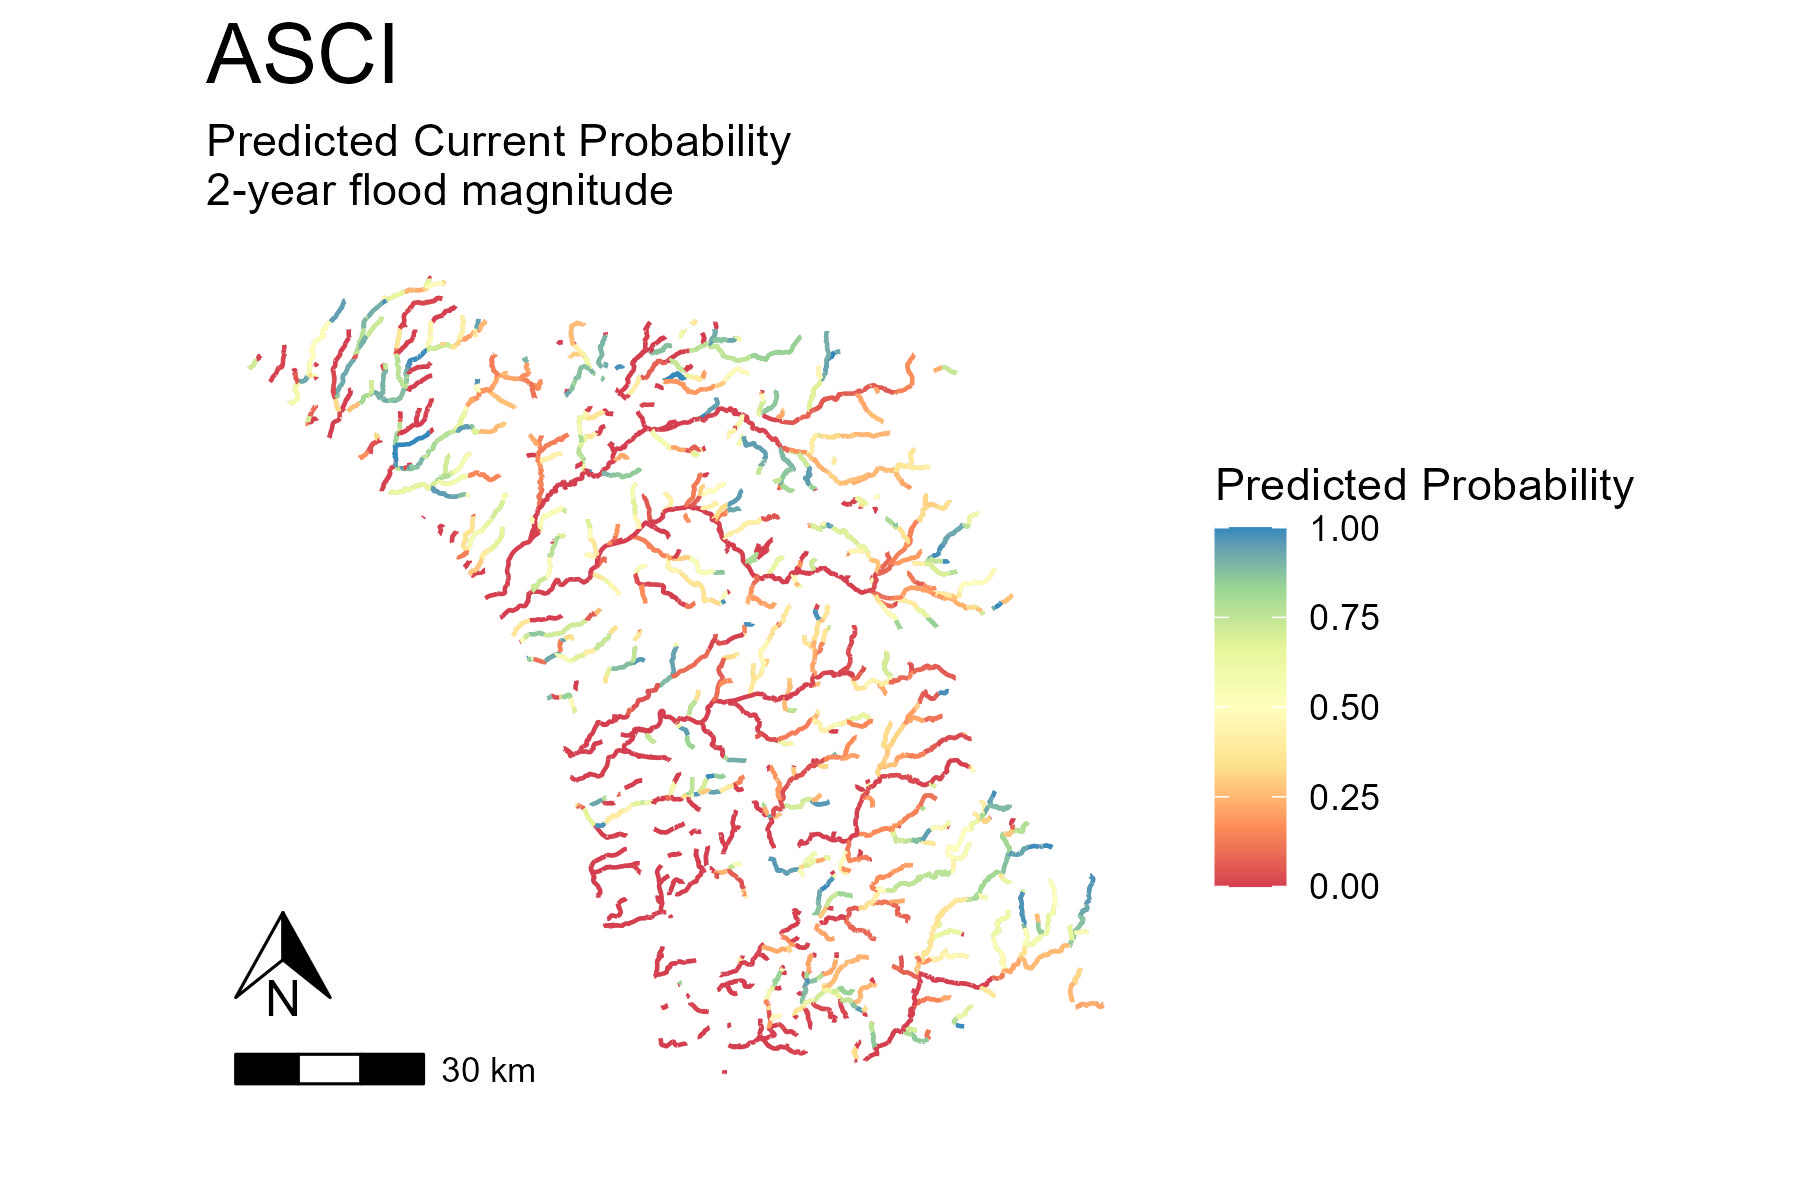 ASCI
Predicted Current Probability
2-year flood magnitude
Predicted Probability
1.00
0.75
0.50
0.25
0.00
N
30 km